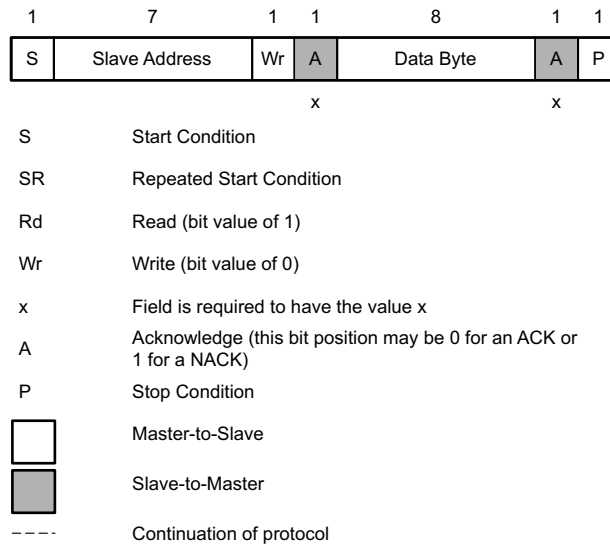 1 7 1 1 8 1 1
S Slave Address Wr A Data Byte A P
x x
S Start Condition
SR Repeated Start Condition
Rd Read (bit value of 1)
Wr Write (bit value of 0)
x Field is required to have the value x
A Acknowledge (this bit position may be 0 for an ACK or
1 for a NACK)
P Stop Condition
Master-to-Slave
Slave-to-Master
Continuation of protocol